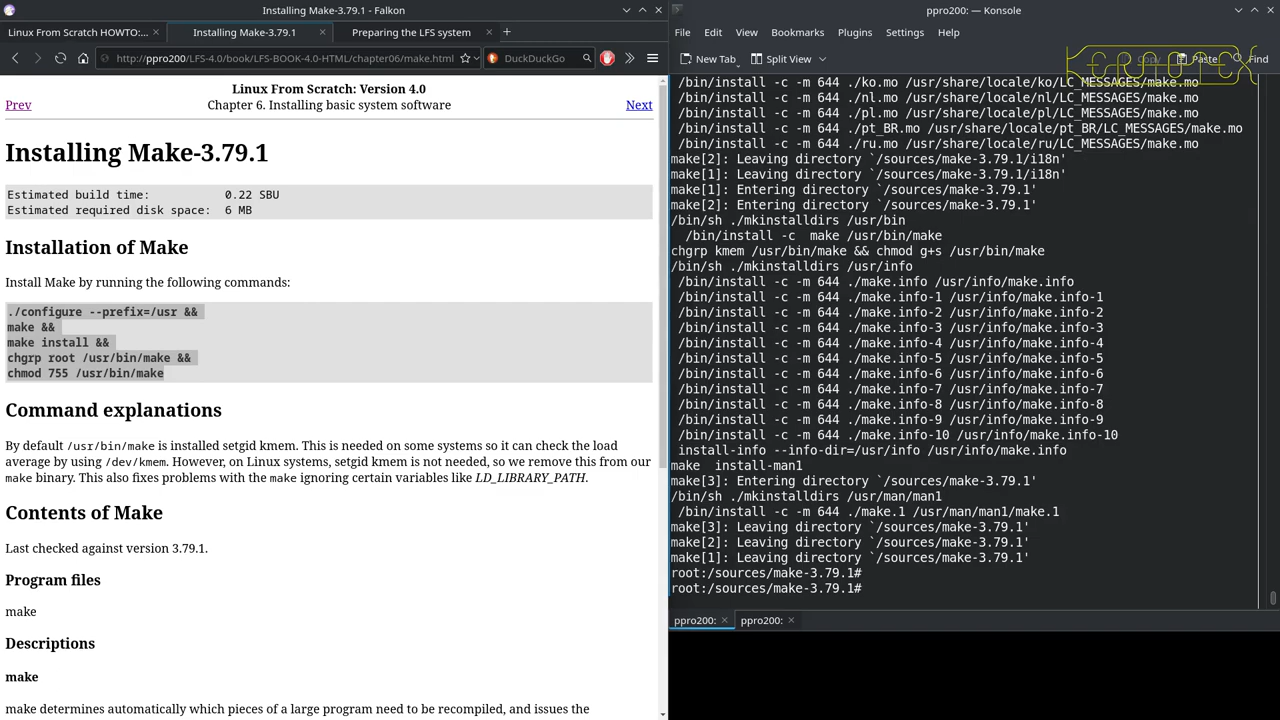 Installing Make-3.79.1 - Falkon
Linux From Scratch HOWTO:...
Installing Make-3.79.1
Preparing the LFS system
http://ppro200/LFS-4.0/book/LFS-BOOK-4.0-HTML/chapter06/make.html
DuckDuckGo
Linux From Scratch: Version 4.0
Prev
Chapter 6. Installing basic system software
Next
Installing Make-3.79.1
Estimated build time: 0.22 SBU
Estimated required disk space: 6 MB
Installation of Make
Install Make by running the following commands:
./configure --prefix=/usr &&
make &&
make install &&
chgrp root /usr/bin/make &&
chmod 755 /usr/bin/make
Command explanations
By default /usr/bin/make is installed setgid kmem. This is needed on some systems so it can check the load
average by using /dev/kmem. However, on Linux systems, setgid kmem is not needed, so we remove this from our
make binary. This also fixes problems with the make ignoring certain variables like LD_LIBRARY_PATH.
Contents of Make
Last checked against version 3.79.1.
Program files
make
Descriptions
make
make determines automatically which pieces of a large program need to be recompiled, and issues the
ppro200: — Konsole
File Edit View Bookmarks Plugins Settings Help
New Tab Split View Copy Paste Find
/bin/install -c -m 644 ./ko.mo /usr/share/locale/ko/LC_MESSAGES/make.mo
/bin/install -c -m 644 ./nl.mo /usr/share/locale/nl/LC_MESSAGES/make.mo
/bin/install -c -m 644 ./pl.mo /usr/share/locale/pl/LC_MESSAGES/make.mo
/bin/install -c -m 644 ./pt_BR.mo /usr/share/locale/pt_BR/LC_MESSAGES/make.mo
/bin/install -c -m 644 ./ru.mo /usr/share/locale/ru/LC_MESSAGES/make.mo
make[2]: Leaving directory `/sources/make-3.79.1/i18n'
make[1]: Leaving directory `/sources/make-3.79.1/i18n'
make[1]: Entering directory `/sources/make-3.79.1'
make[2]: Entering directory `/sources/make-3.79.1'
/bin/sh ./mkinstalldirs /usr/bin
/bin/install -c  make /usr/bin/make
chgrp kmem /usr/bin/make && chmod g+s /usr/bin/make
/bin/sh ./mkinstalldirs /usr/info
/bin/install -c -m 644 ./make.info /usr/info/make.info
/bin/install -c -m 644 ./make.info-1 /usr/info/make.info-1
/bin/install -c -m 644 ./make.info-2 /usr/info/make.info-2
/bin/install -c -m 644 ./make.info-3 /usr/info/make.info-3
/bin/install -c -m 644 ./make.info-4 /usr/info/make.info-4
/bin/install -c -m 644 ./make.info-5 /usr/info/make.info-5
/bin/install -c -m 644 ./make.info-6 /usr/info/make.info-6
/bin/install -c -m 644 ./make.info-7 /usr/info/make.info-7
/bin/install -c -m 644 ./make.info-8 /usr/info/make.info-8
/bin/install -c -m 644 ./make.info-9 /usr/info/make.info-9
/bin/install -c -m 644 ./make.info-10 /usr/info/make.info-10
install-info --info-dir=/usr/info /usr/info/make.info
make  install-man1
make[3]: Entering directory `/sources/make-3.79.1'
/bin/sh ./mkinstalldirs /usr/man/man1
/bin/install -c -m 644 ./make.1 /usr/man/man1/make.1
make[3]: Leaving directory `/sources/make-3.79.1'
make[2]: Leaving directory `/sources/make-3.79.1'
make[1]: Leaving directory `/sources/make-3.79.1'
root:/sources/make-3.79.1#
root:/sources/make-3.79.1#
ppro200:
ppro200: